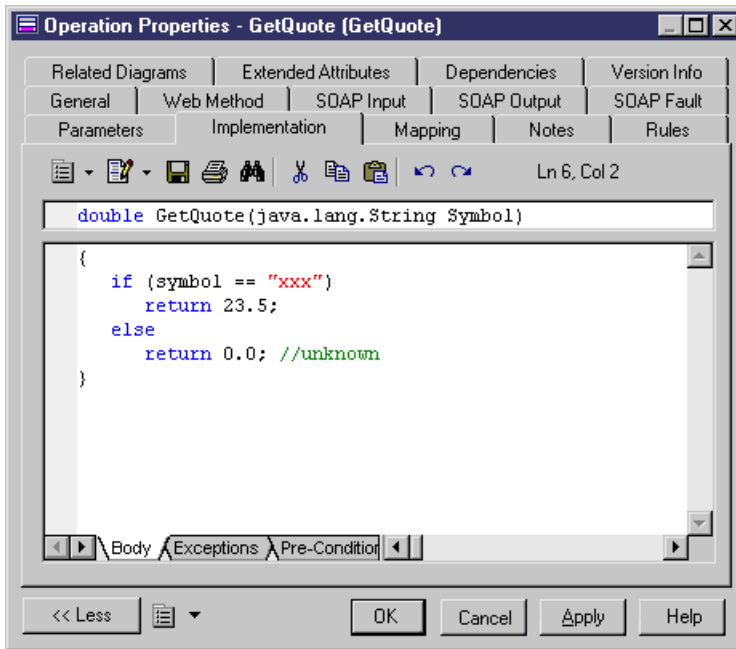 Operation Properties - GetQuote (GetQuote)
Related Diagrams Extended Attributes Dependencies Version Info
General Web Method SOAP Input SOAP Output SOAP Fault
Parameters Implementation Mapping Notes Rules
Ln 6, Col 2
double GetQuote(java.lang.String Symbol)
{
if (symbol == "xxx")
return 23.5;
else
return 0.0; //unknown
}
Body Exceptions Pre-Condition
<< Less OK Cancel Apply Help